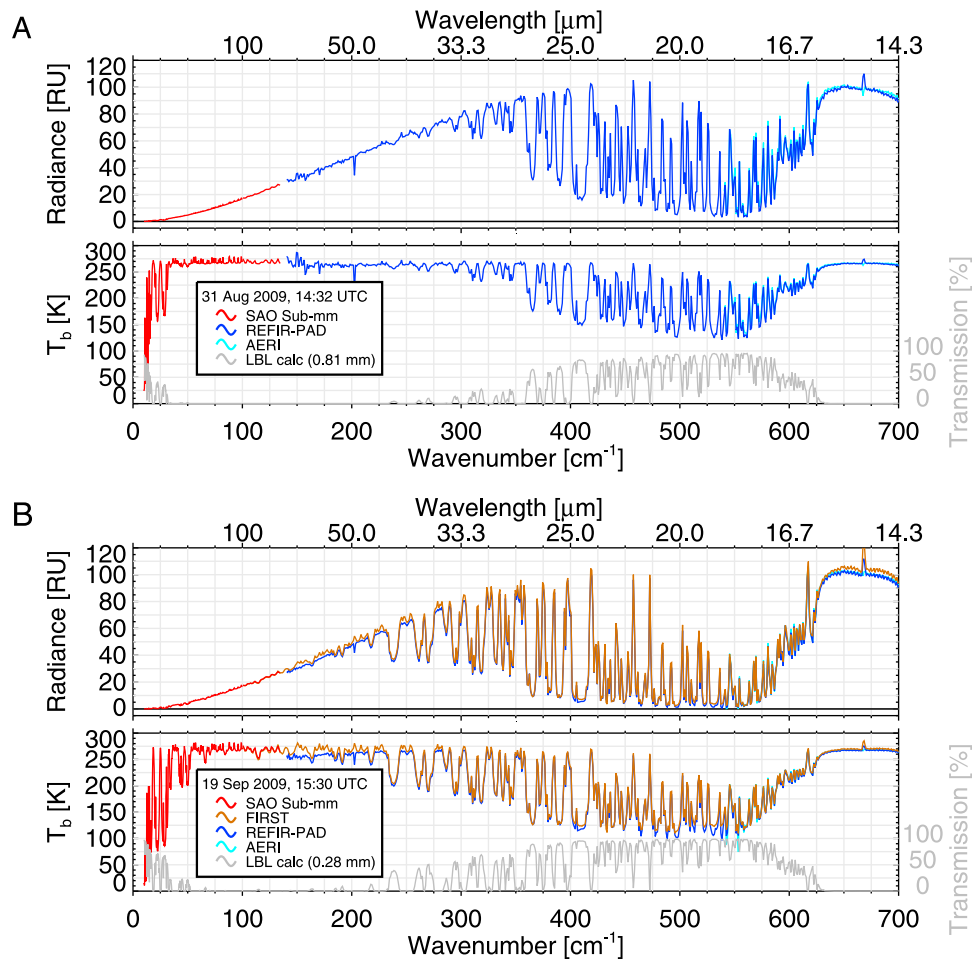 A
Wavelength [μm]
100 50.0 33.3 25.0 20.0 16.7 14.3
Radiance [RU]
120
100
80
60
40
20
0
T_b [K]
300
250
200
150
100
50
0
31 Aug 2009, 14:32 UTC
SAO Sub-mm
REFIR-PAD
AERI
LBL calc (0.81 mm)
Transmission [%]
100
50
0
0 100 200 300 400 500 600 700
Wavenumber [cm⁻¹]
B
Wavelength [μm]
100 50.0 33.3 25.0 20.0 16.7 14.3
Radiance [RU]
120
100
80
60
40
20
0
T_b [K]
300
250
200
150
100
50
0
19 Sep 2009, 15:30 UTC
SAO Sub-mm
FIRST
REFIR-PAD
AERI
LBL calc (0.28 mm)
Transmission [%]
100
50
0
0 100 200 300 400 500 600 700
Wavenumber [cm⁻¹]